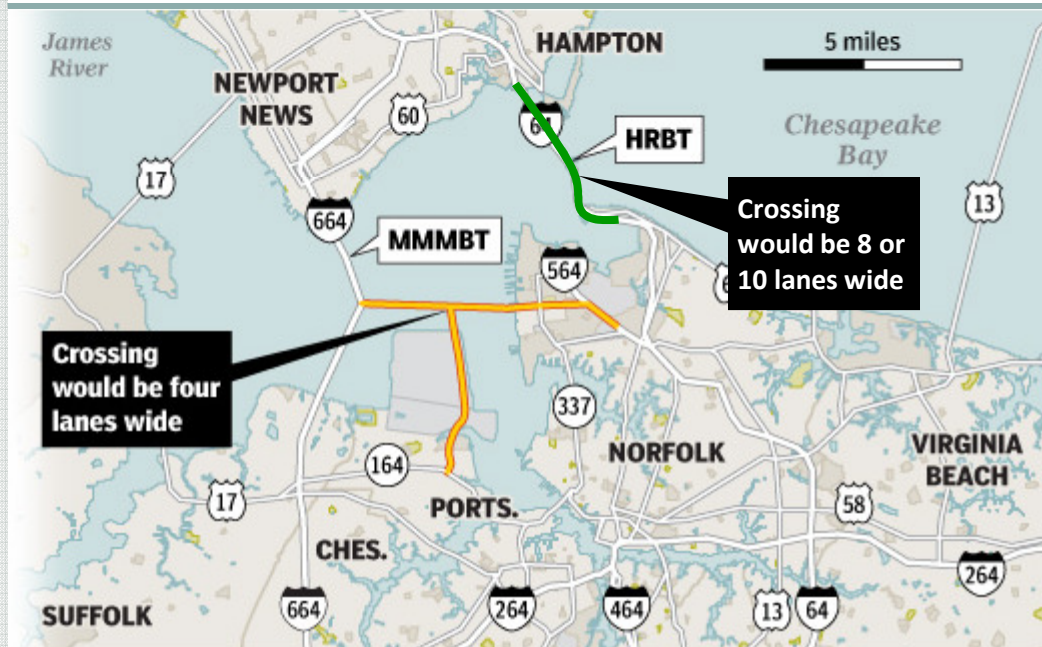 James
River
HAMPTON
5 miles
NEWPORT
NEWS
60
64
Chesapeake
Bay
HRBT
17
13
664
MMMBT
Crossing
would be 8 or
10 lanes wide
564
Crossing
would be four
lanes wide
337
NORFOLK
VIRGINIA
BEACH
164
17
PORTS.
58
CHES.
264
SUFFOLK
664
264
464
13
64